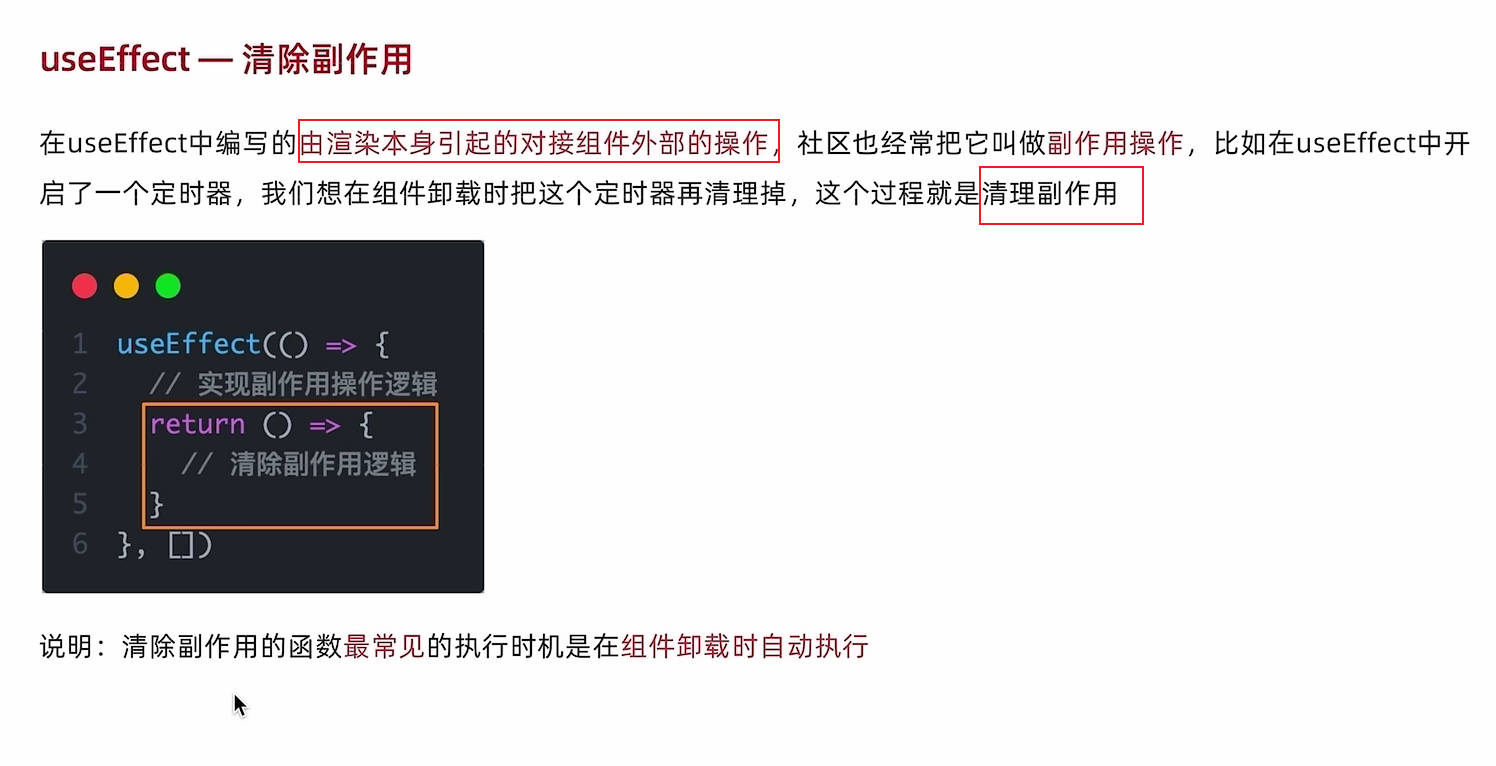 useEffect — 清除副作用
在useEffect中编写的由渲染本身引起的对接组件外部的操作，社区也经常把它叫做副作用操作，比如在useEffect中开
启了一个定时器，我们想在组件卸载时把这个定时器再清理掉，这个过程就是清理副作用
1 useEffect(() => {
2 // 实现副作用操作逻辑
3 return () => {
4 // 清除副作用逻辑
5 }
6 }, [])
说明：清除副作用的函数最常见的执行时机是在组件卸载时自动执行